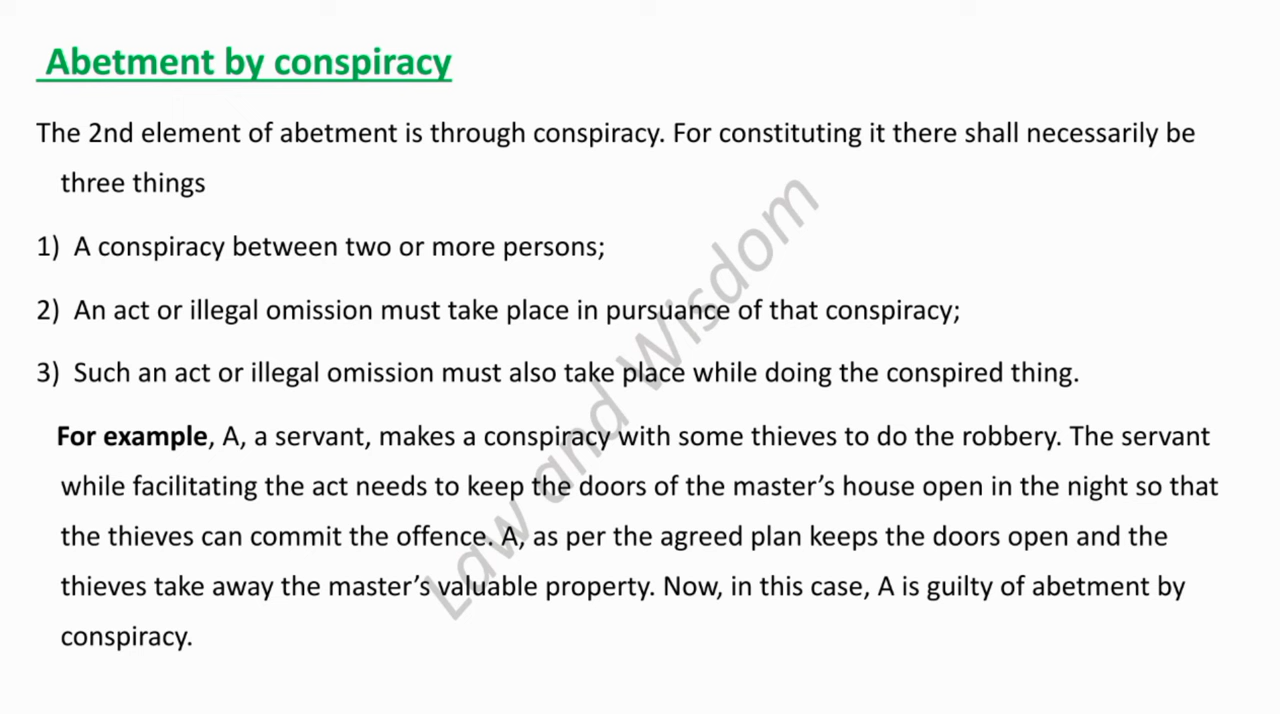 Abetment by conspiracy
The 2nd element of abetment is through conspiracy. For constituting it there shall necessarily be
three things
1) A conspiracy between two or more persons;
2) An act or illegal omission must take place in pursuance of that conspiracy;
3) Such an act or illegal omission must also take place while doing the conspired thing.
For example, A, a servant, makes a conspiracy with some thieves to do the robbery. The servant
while facilitating the act needs to keep the doors of the master’s house open in the night so that
the thieves can commit the offence. A, as per the agreed plan keeps the doors open and the
thieves take away the master’s valuable property. Now, in this case, A is guilty of abetment by
conspiracy.
Law and Wisdom